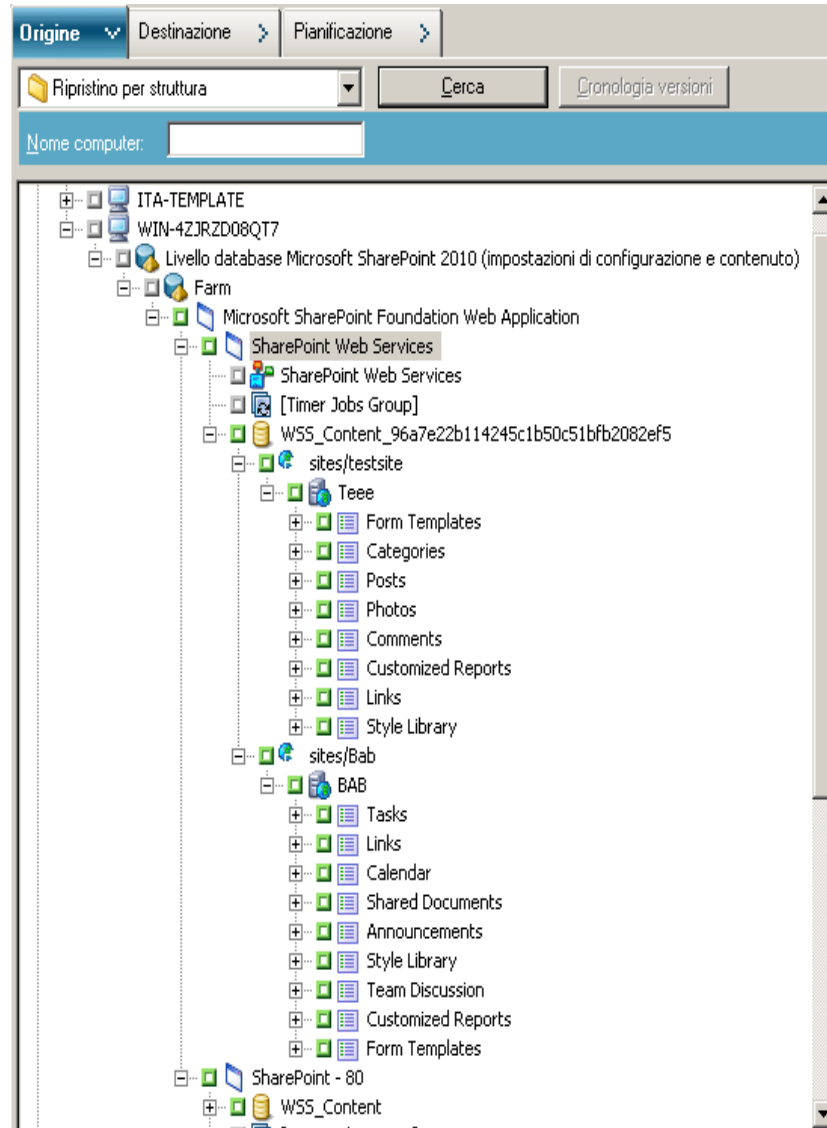 Origine Destinazione Pianificazione
Ripristino per struttura Cerca Cronologia versioni
Nome computer:
ITA-TEMPLATE
WIN-4ZJRZD08QT7
Livello database Microsoft SharePoint 2010 (impostazioni di configurazione e contenuto)
Farm
Microsoft SharePoint Foundation Web Application
SharePoint Web Services
SharePoint Web Services
[Timer Jobs Group]
WSS_Content_96a7e22b114245c1b50c51bfb2082ef5
sites/testsite
Teee
Form Templates
Categories
Posts
Photos
Comments
Customized Reports
Links
Style Library
sites/Bab
BAB
Tasks
Links
Calendar
Shared Documents
Announcements
Style Library
Team Discussion
Customized Reports
Form Templates
SharePoint - 80
WSS_Content